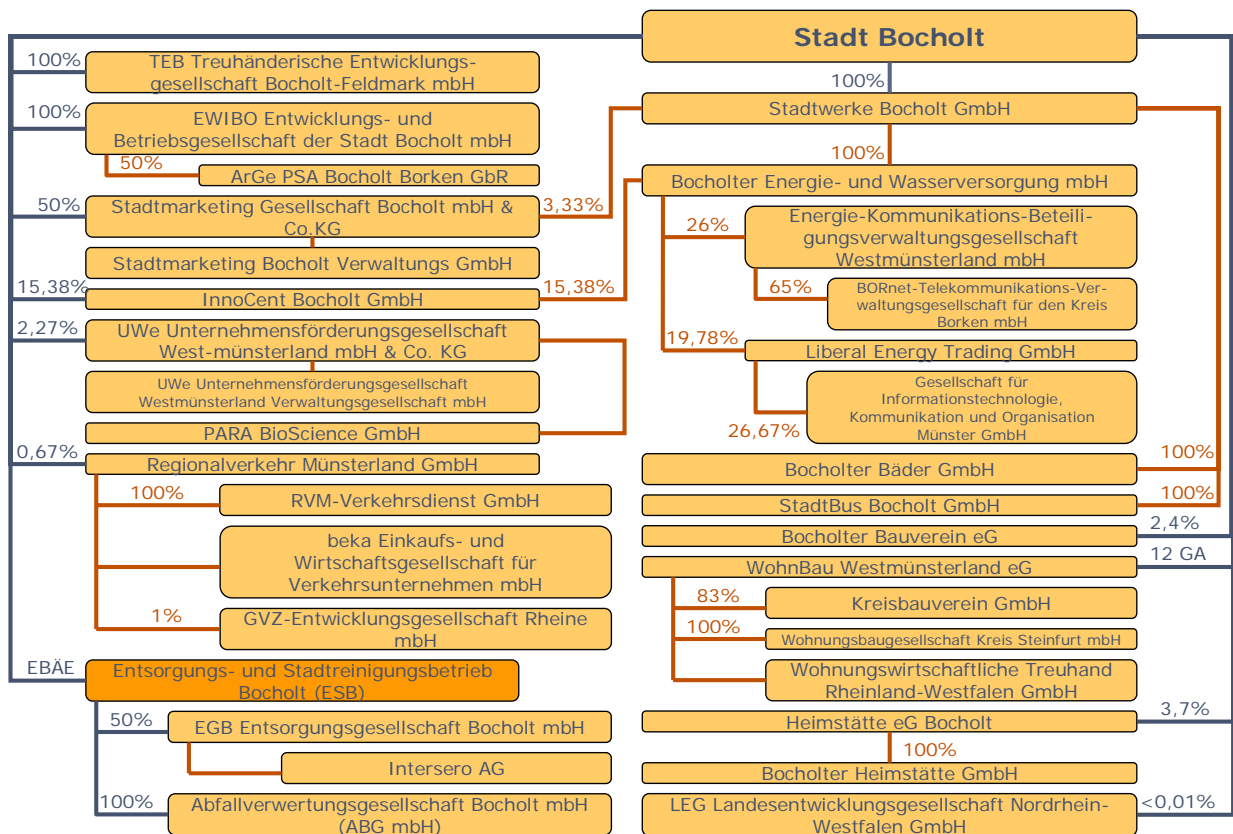 Stadt Bocholt
100%
TEB Treuhänderische Entwicklungs-
gesellschaft Bocholt-Feldmark mbH
100%
EWIBO Entwicklungs- und
Betriebsgesellschaft der Stadt Bocholt mbH
50%
ArGe PSA Bocholt Borken GbR
50%
Stadtmarketing Gesellschaft Bocholt mbH &
Co.KG
3,33%
Stadtmarketing Bocholt Verwaltungs GmbH
15,38%
InnoCent Bocholt GmbH
15,38%
2,27%
UWe Unternehmensförderungsgesellschaft
West-münsterland mbH & Co. KG
UWe Unternehmensförderungsgesellschaft
Westmünsterland Verwaltungsgesellschaft mbH
PARA BioScience GmbH
0,67%
Regionalverkehr Münsterland GmbH
100%
RVM-Verkehrsdienst GmbH
beka Einkaufs- und
Wirtschaftsgesellschaft für
Verkehrsunternehmen mbH
1%
GVZ-Entwicklungsgesellschaft Rheine
mbH
EBÄE
Entsorgungs- und Stadtreinigungsbetrieb
Bocholt (ESB)
50%
EGB Entsorgungsgesellschaft Bocholt mbH
Intersero AG
100%
Abfallverwertungsgesellschaft Bocholt mbH
(ABG mbH)
100%
Stadtwerke Bocholt GmbH
100%
Bocholter Energie- und Wasserversorgung mbH
26%
Energie-Kommunikations-Beteili-
gungsverwaltungsgesellschaft
Westmünsterland mbH
65%
BORnet-Telekommunikations-Ver-
waltungsgesellschaft für den Kreis
Borken mbH
19,78%
Liberal Energy Trading GmbH
26,67%
Gesellschaft für
Informationstechnologie,
Kommunikation und Organisation
Münster GmbH
Bocholter Bäder GmbH
100%
StadtBus Bocholt GmbH
100%
Bocholter Bauverein eG
2,4%
WohnBau Westmünsterland eG
12 GA
83%
Kreisbauverein GmbH
100%
Wohnungsbaugesellschaft Kreis Steinfurt mbH
Wohnungswirtschaftliche Treuhand
Rheinland-Westfalen GmbH
Heimstätte eG Bocholt
3,7%
100%
Bocholter Heimstätte GmbH
LEG Landesentwicklungsgesellschaft Nordrhein-
Westfalen GmbH
<0,01%